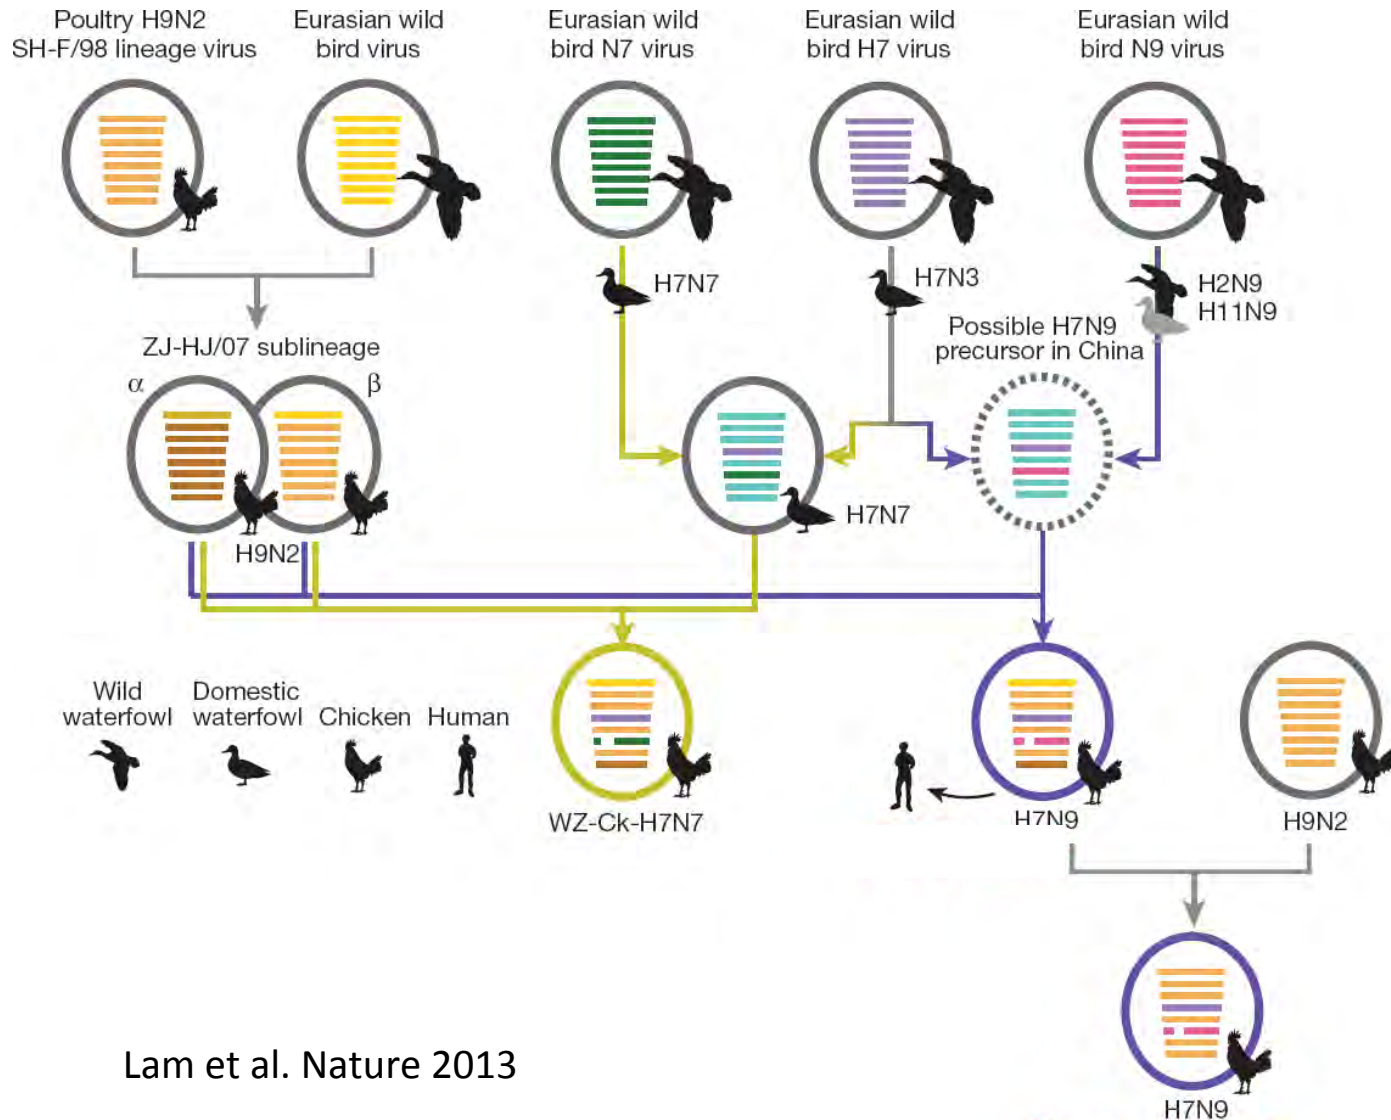 Poultry H9N2
SH-F/98 lineage virus
Eurasian wild
bird virus
Eurasian wild
bird N7 virus
Eurasian wild
bird H7 virus
Eurasian wild
bird N9 virus
H7N7
H7N3
H2N9
H11N9
Possible H7N9
precursor in China
ZJ-HJ/07 sublineage
α
β
H7N7
H9N2
Wild
waterfowl
Domestic
waterfowl
Chicken
Human
WZ-Ck-H7N7
H7N9
H9N2
H7N9
Lam et al. Nature 2013